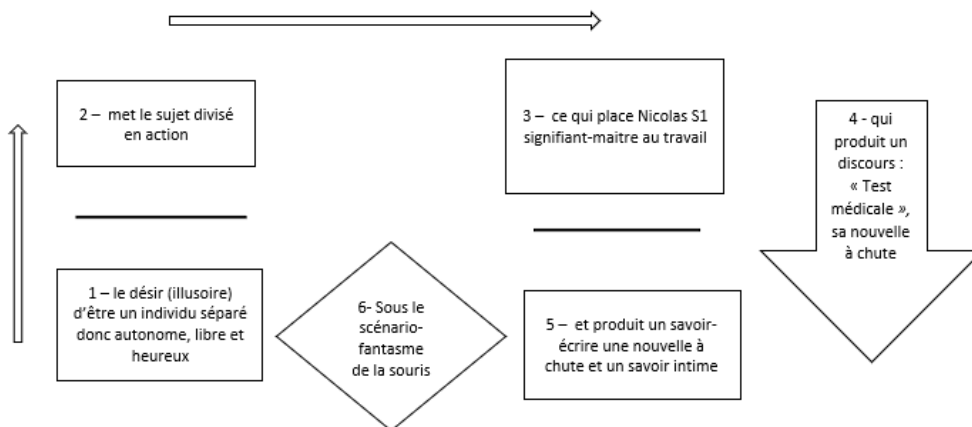 2 – met le sujet divisé
en action
3 – ce qui place Nicolas S1
signifiant-maitre au travail
4 - qui
produit un
discours :
« Test
médicale »,
sa nouvelle
à chute
1 – le désir (illusoire)
d’être un individu séparé
donc autonome, libre et
heureux
6- Sous le
scénario-
fantasme
de la souris
5 – et produit un savoir-
écrire une nouvelle à
chute et un savoir intime